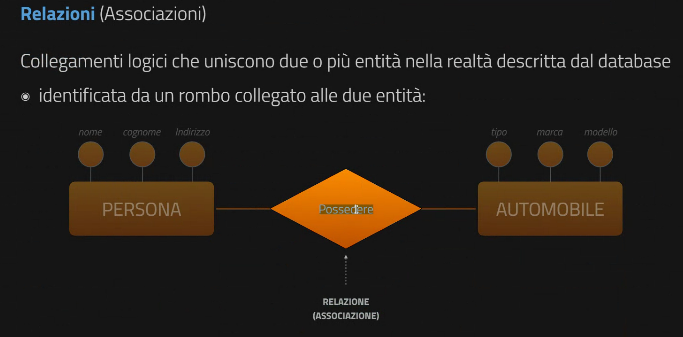 Relazioni (Associazioni)
Collegamenti logici che uniscono due o più entità nella realtà descritta dal database
◉ identificata da un rombo collegato alle due entità:
nome cognome Indirizzo tipo marca modello
PERSONA Possedere AUTOMOBILE
RELAZIONE
(ASSOCIAZIONE)